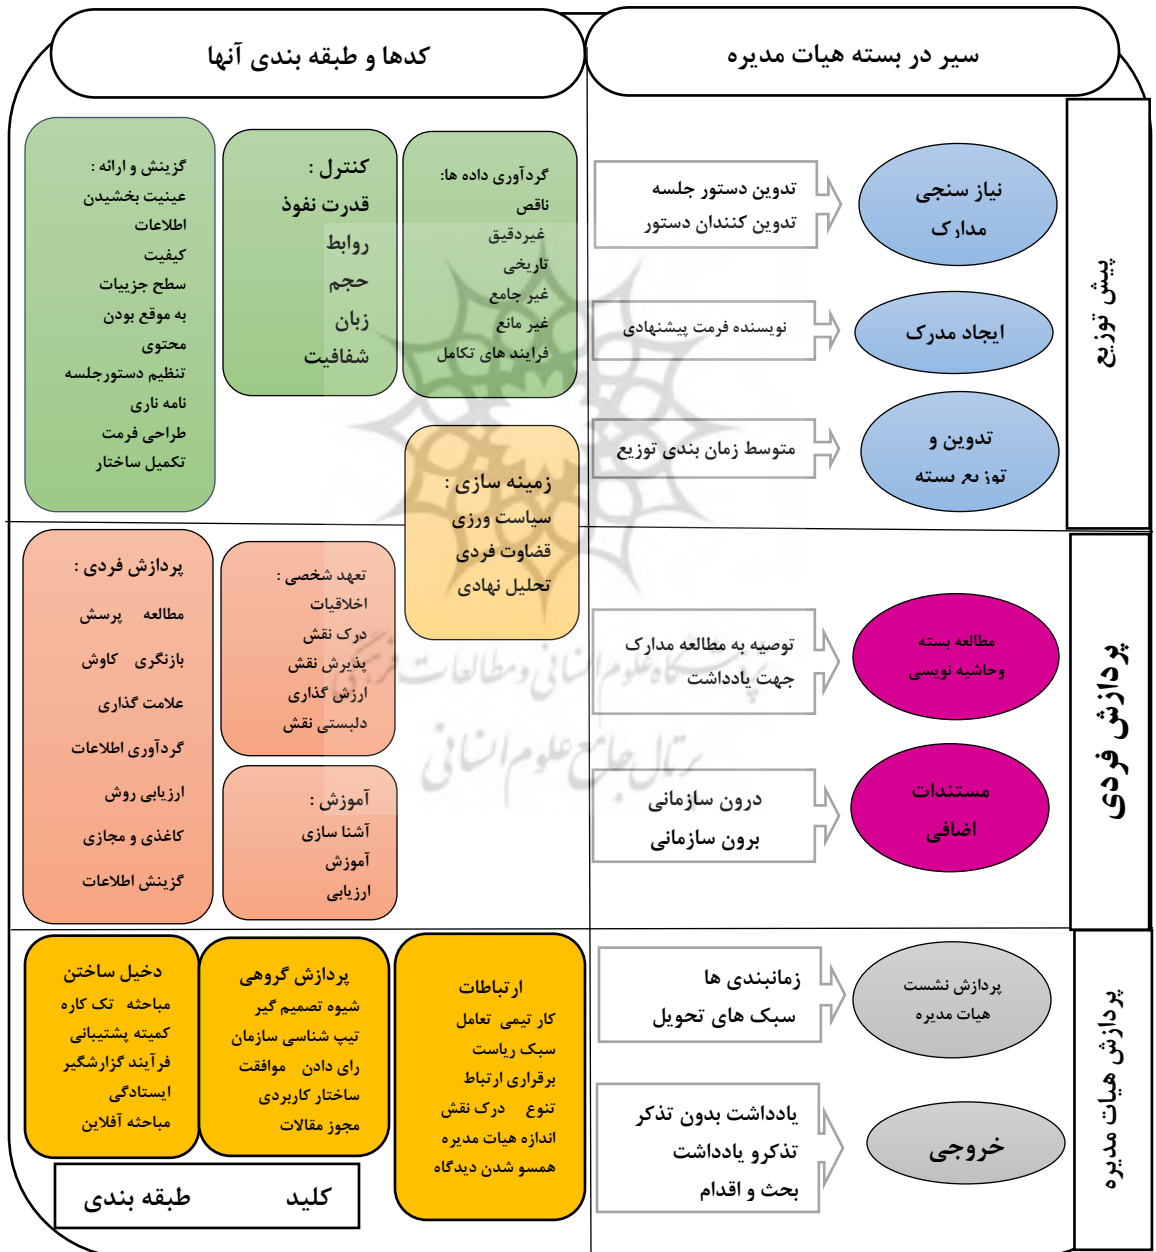 سیر در بسته هیات مدیره
کدها و طبقه بندی آنها
پیش توزیع
نیاز سنجی
مدارک
تدوین دستور جلسه
تدوین کنندان دستور
ایجاد مدرک
نویسنده فرمت پیشنهادی
تدوین و
توزیع بسته
متوسط زمان بندی توزیع
گردآوری داده ها:
ناقص
غیردقیق
تاریخی
غیر جامع
غیر مانع
فرایند های تکامل
کنترل :
قدرت نفوذ
روابط
حجم
زبان
شفافیت
گزینش و ارائه :
عینیت بخشیدن
اطلاعات
کیفیت
سطح جزییات
به موقع بودن
محتوی
تنظیم دستورجلسه
نامه ناری
طراحی فرمت
تکمیل ساختار
زمینه سازی :
سیاست ورزی
قضاوت فردی
تحلیل نهادی
پردازش فردی
مطالعه بسته
وحاشیه نویسی
توصیه به مطالعه مدارک
جهت یادداشت
مستندات
اضافی
درون سازمانی
برون سازمانی
تعهد شخصی :
اخلاقیات
درک نقش
پذیرش نقش
ارزش گذاری
دلبستی نقش
آموزش :
آشنا سازی
آموزش
ارزیابی
پردازش فردی :
مطالعه پرسش
بازنگری کاوش
علامت گذاری
گردآوری اطلاعات
ارزیابی روش
کاغذی و مجازی
گزینش اطلاعات
پژوهشگاه علوم انسانی و مطالعات فرهنگی
پرتال جامع علوم انسانی
پردازش هیات مدیره
پردازش نشست
هیات مدیره
زمانبندی ها
سبک های تحویل
خروجی
یادداشت بدون تذکر
تذکرو یادداشت
بحث و اقدام
ارتباطات
کار تیمی تعامل
سبک ریاست
برقراری ارتباط
تنوع درک نقش
اندازه هیات مدیره
همسو شدن دیدگاه
پردازش گروهی
شیوه تصمیم گیر
تیپ شناسی سازمان
رای دادن موافقت
ساختار کاربردی
مجوز مقالات
دخیل ساختن
مباحثه تک کاره
کمیته پشتیبانی
فرآیند گزارشگیر
ایستادگی
مباحثه آفلاین
کلید طبقه بندی